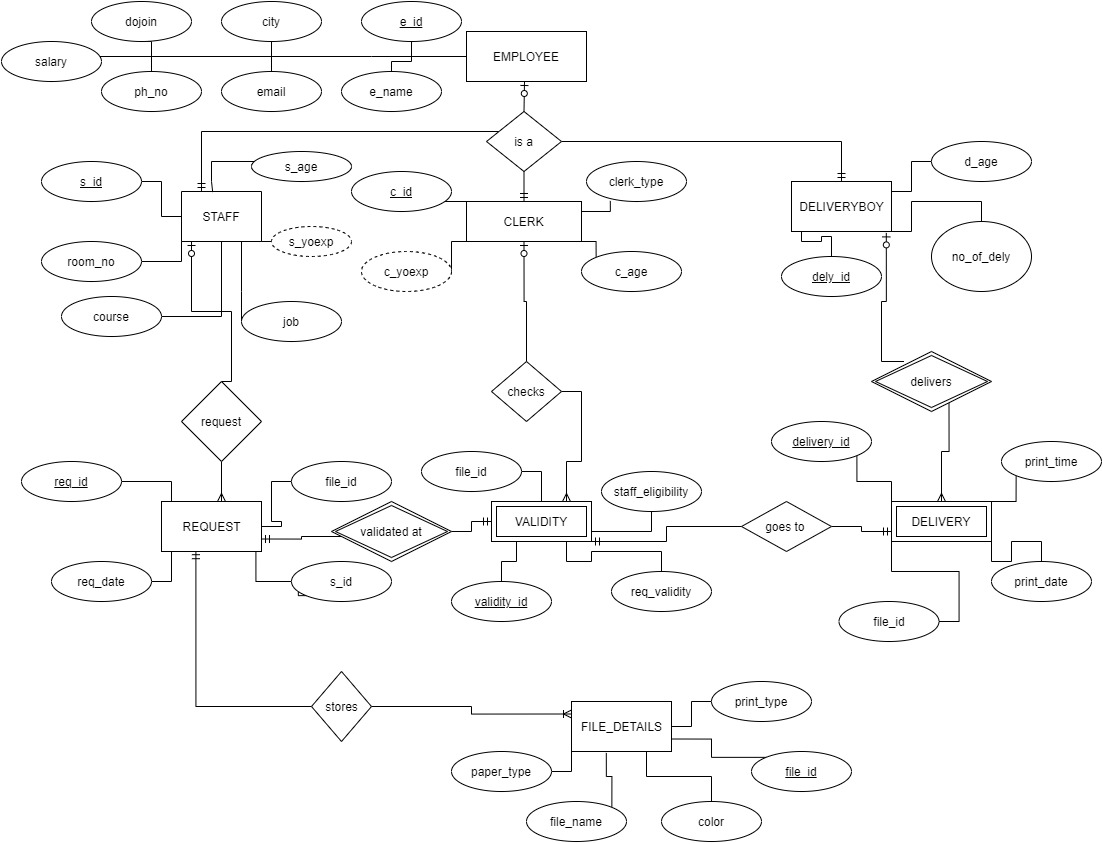 dojoin
city
e_id
EMPLOYEE
salary
ph_no
email
e_name
is a
s_age
s_id
c_id
clerk_type
d_age
STAFF
CLERK
DELIVERYBOY
s_yoexp
room_no
c_yoexp
c_age
dely_id
no_of_dely
course
job
delivers
checks
request
delivery_id
print_time
req_id
file_id
file_id
staff_eligibility
REQUEST
validated at
VALIDITY
goes to
DELIVERY
req_date
s_id
validity_id
req_validity
print_date
file_id
stores
print_type
FILE_DETAILS
paper_type
file_id
file_name
color